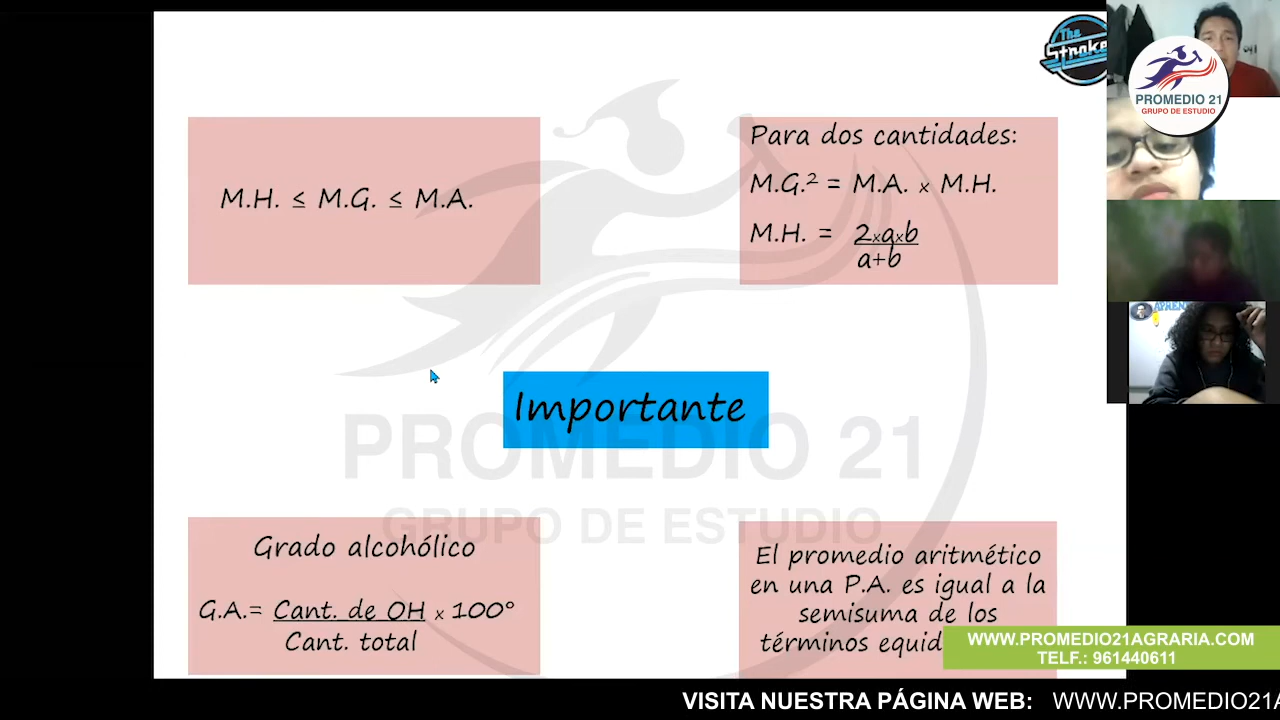 The
Stroke
PROMEDIO 21
GRUPO DE ESTUDIO
M.H. ≤ M.G. ≤ M.A.
Para dos cantidades:
M.G.² = M.A. x M.H.
M.H. = 2xaxb
a+b
Importante
PROMEDIO 21
GRUPO DE ESTUDIO
Grado alcohólico
G.A.= Cant. de OH x 100°
Cant. total
El promedio aritmético
en una P.A. es igual a la
semisuma de los
términos equid
WWW.PROMEDIO21AGRARIA.COM
TELF.: 961440611
VISITA NUESTRA PÁGINA WEB: WWW.PROMEDIO21A